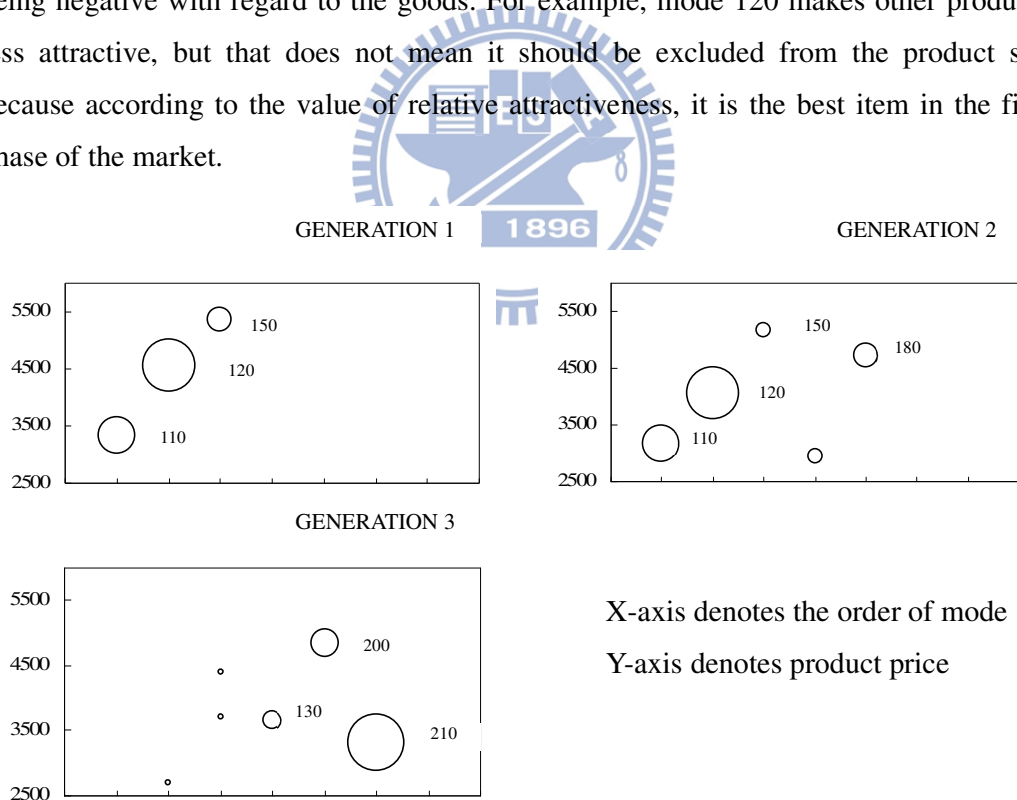 being negative with regard to the goods. For example, mode 120 makes other produ
ss attractive, but that does not mean it should be excluded from the product s
ecause according to the value of relative attractiveness, it is the best item in the fi
hase of the market.
ES
1896
GENERATION 1
5500
4500
3500
2500
150
120
110
GENERATION 2
5500
4500
3500
2500
150
180
120
110
GENERATION 3
5500
4500
3500
2500
200
130
210
X-axis denotes the order of mode
Y-axis denotes product price